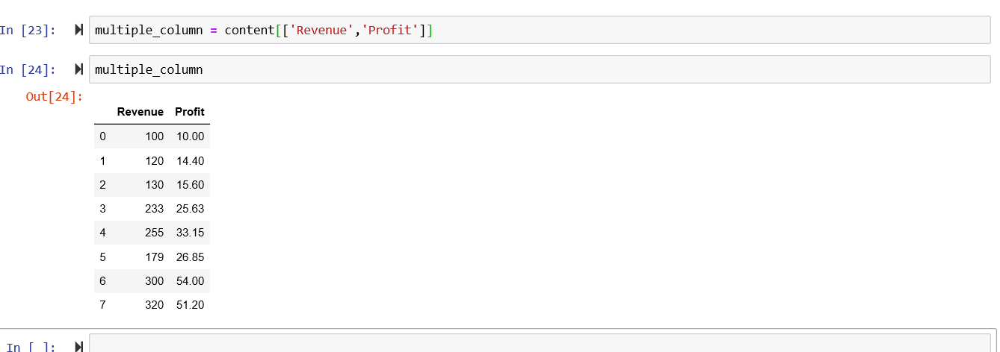 In [23]: multiple_column = content[['Revenue','Profit']]
In [24]: multiple_column
Out[24]:
Revenue Profit
0 100 10.00
1 120 14.40
2 130 15.60
3 233 25.63
4 255 33.15
5 179 26.85
6 300 54.00
7 320 51.20
In [ ]: